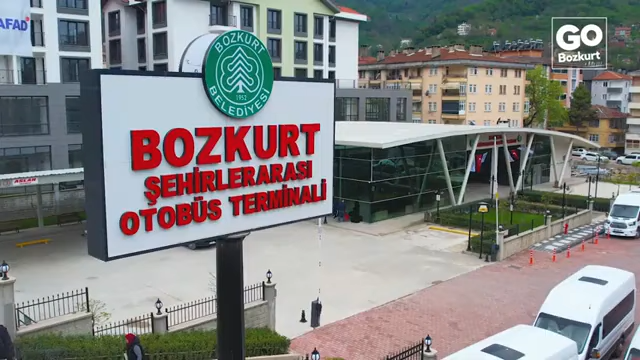 AFAD
GO
Bozkurt
BOZKURT
BELEDİYESİ
1952
BOZKURT
ŞEHİRLERARASI
OTOBÜS TERMİNALİ